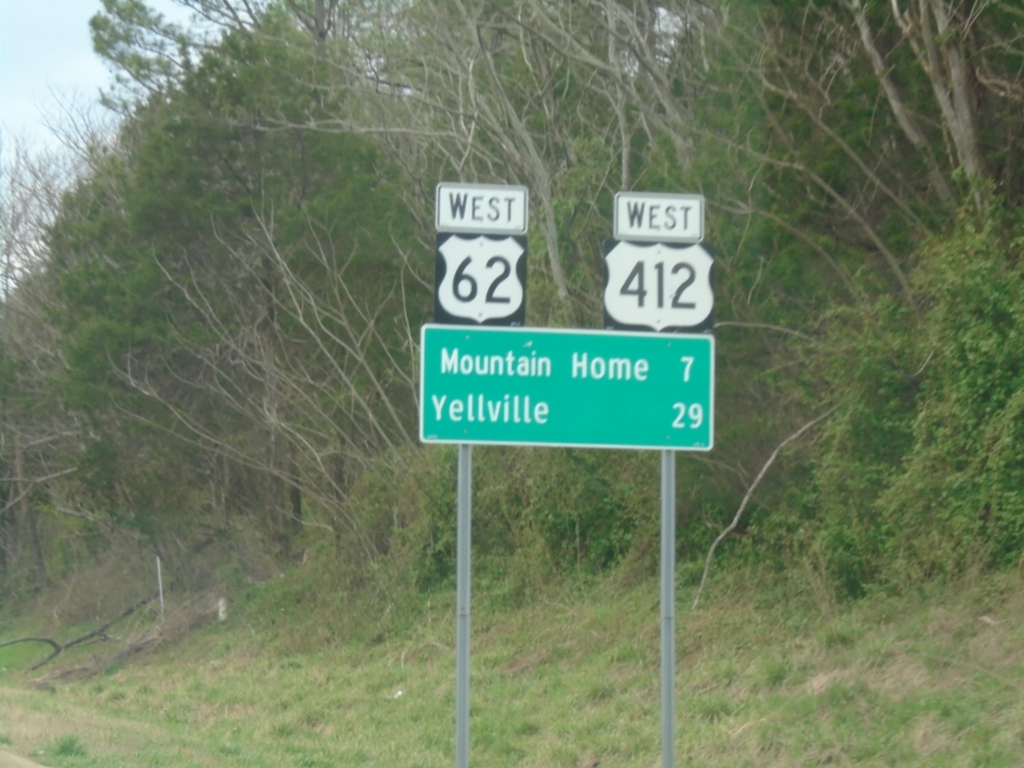 WEST WEST
62 412
Mountain Home 7
Yellville 29